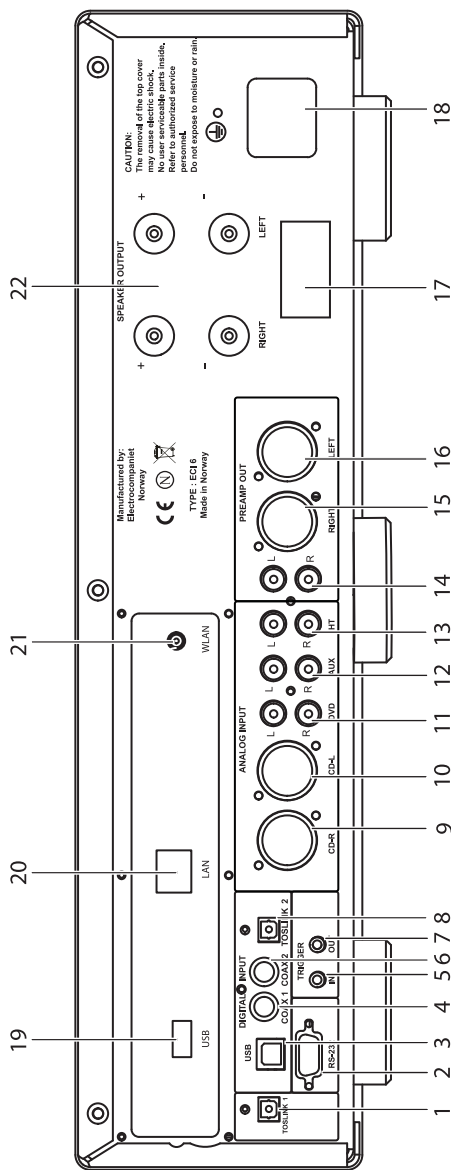 19
20
21
22
Manufactured by:
Electrocompaniet
Norway
CE N
TYPE : ECI 6
Made in Norway
SPEAKER OUTPUT
+
+
-
-
RIGHT
LEFT
CAUTION:
The removal of the top cover
may cause electric shock.
No user serviceable parts inside.
Refer to authorized service
personnel.
Do not expose to moisture or rain.
USB
LAN
WLAN
TOSLINK 1
USB
DIGITAL INPUT
COAX 1
COAX 2
TOSLINK 2
TRIGGER
IN
OUT
ANALOG INPUT
CD-R
CD-L
L
L
L
R
R
R
DVD
AUX
HT
PREAMP OUT
L
R
RIGHT
LEFT
1
2
3
4
5
6
7
8
9
10
11
12
13
14
15
16
17
18